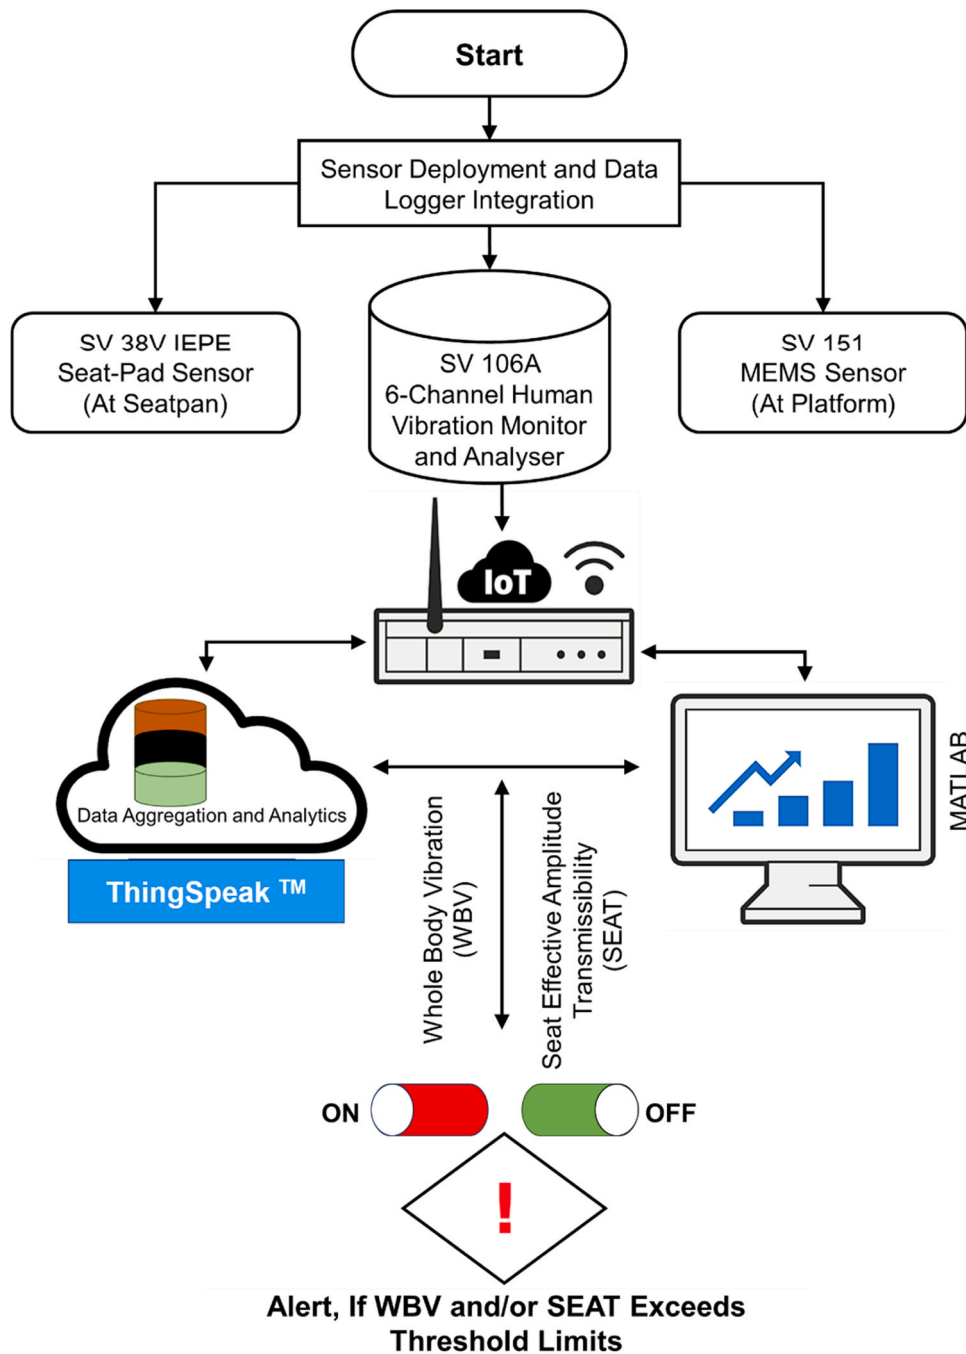 Start
Sensor Deployment and Data
Logger Integration
SV 38V IEPE
Seat-Pad Sensor
(At Seatpan)
SV 106A
6-Channel Human
Vibration Monitor
and Analyser
SV 151
MEMS Sensor
(At Platform)
IoT
Data Aggregation and Analytics
ThingSpeak ™
MATLAB
Whole Body Vibration
(WBV)
Seat Effective Amplitude
Transmissibility
(SEAT)
ON
OFF
!
Alert, If WBV and/or SEAT Exceeds
Threshold Limits